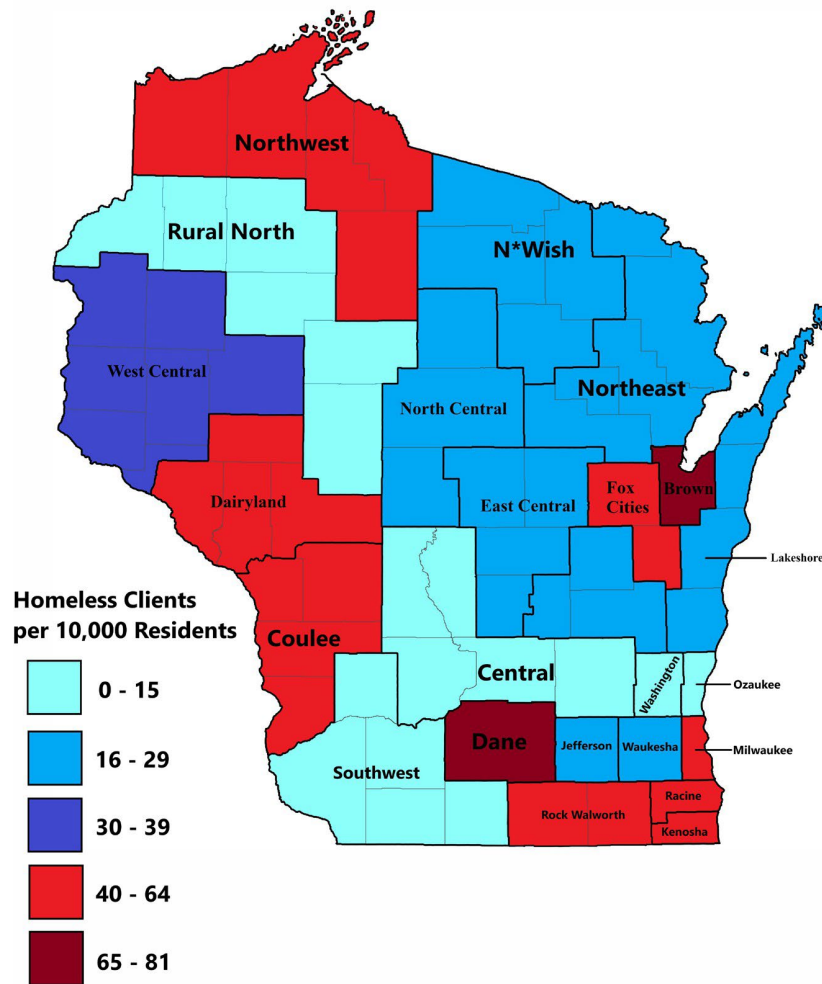 Northwest
Rural North
N*Wish
West Central
Northeast
North Central
Dairyland
East Central
Fox
Cities
Brown
Lakeshore
Homeless Clients
per 10,000 Residents
Coulee
0 - 15
Central
Washington
Ozaukee
16 - 29
Dane
Jefferson
Waukesha
Milwaukee
Southwest
30 - 39
Rock Walworth
Racine
Kenosha
40 - 64
65 - 81